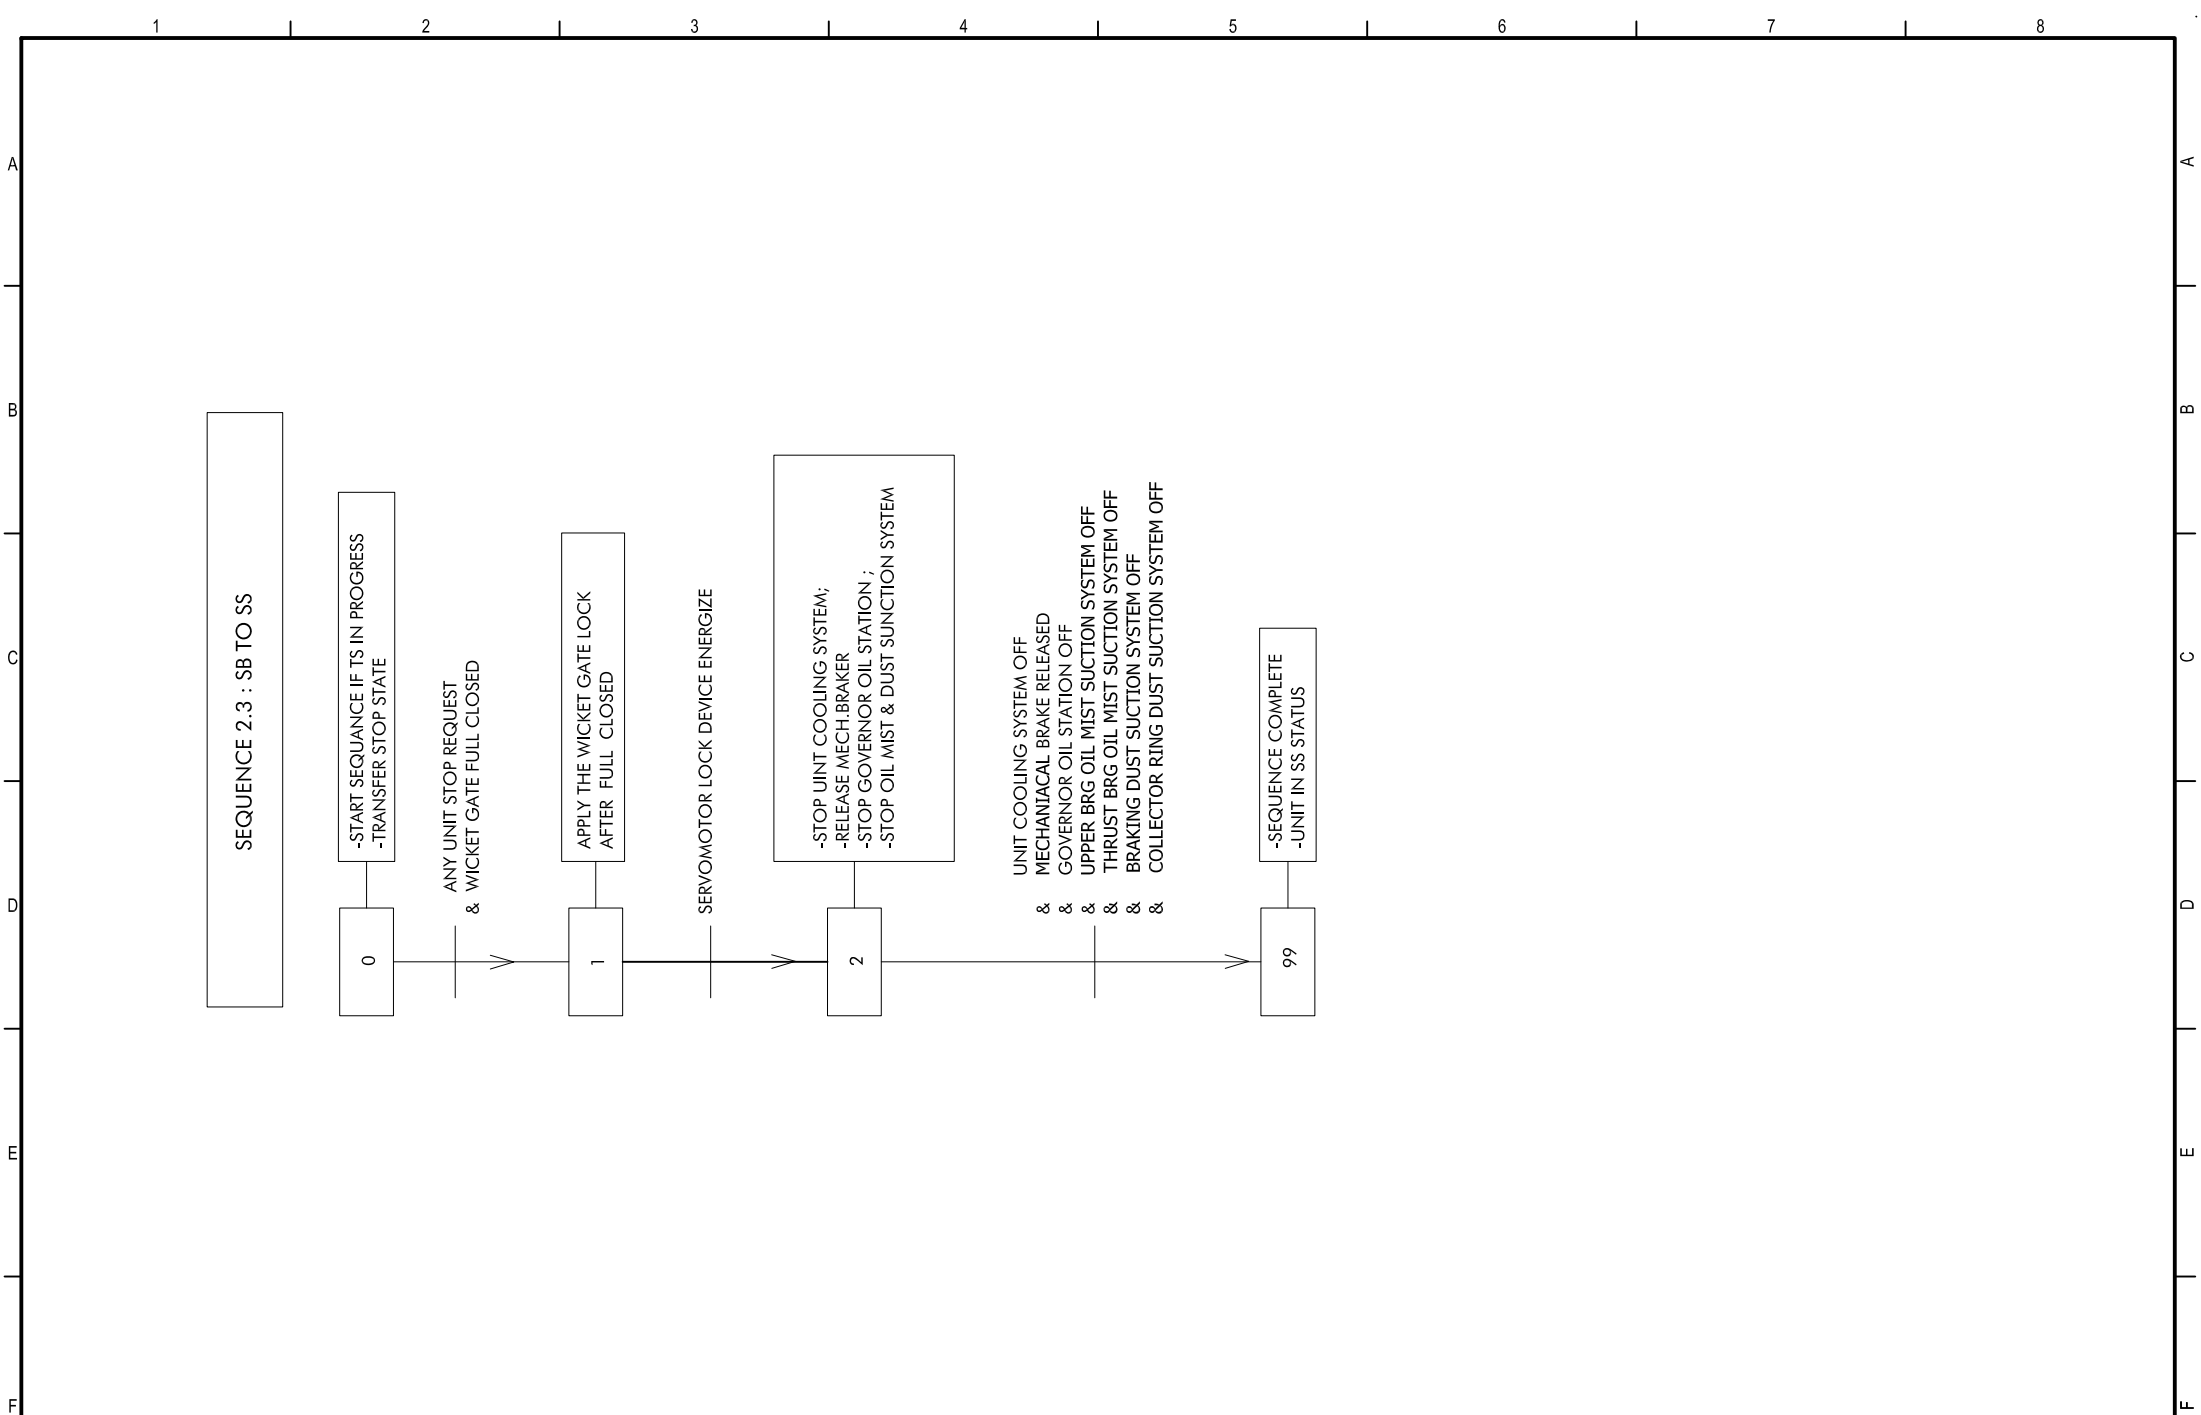 1 2 3 4 5 6 7 8
A
B
C
D
E
F
A
B
C
D
E
F
SEQUENCE 2.3 : SB TO SS
0
-START SEQUANCE IF TS IN PROGRESS
-TRANSFER STOP STATE
ANY UNIT STOP REQUEST
& WICKET GATE FULL CLOSED
1
APPLY THE WICKET GATE LOCK
AFTER FULL CLOSED
SERVOMOTOR LOCK DEVICE ENERGIZE
2
-STOP UINT COOLING SYSTEM;
-RELEASE MECH.BRAKER
-STOP GOVERNOR OIL STATION ;
-STOP OIL MIST & DUST SUNCTION SYSTEM
UNIT COOLING SYSTEM OFF
& MECHANIACAL BRAKE RELEASED
& GOVERNOR OIL STATION OFF
& UPPER BRG OIL MIST SUCTION SYSTEM OFF
& THRUST BRG OIL MIST SUCTION SYSTEM OFF
& BRAKING DUST SUCTION SYSTEM OFF
& COLLECTOR RING DUST SUCTION SYSTEM OFF
99
-SEQUENCE COMPLETE
-UNIT IN SS STATUS